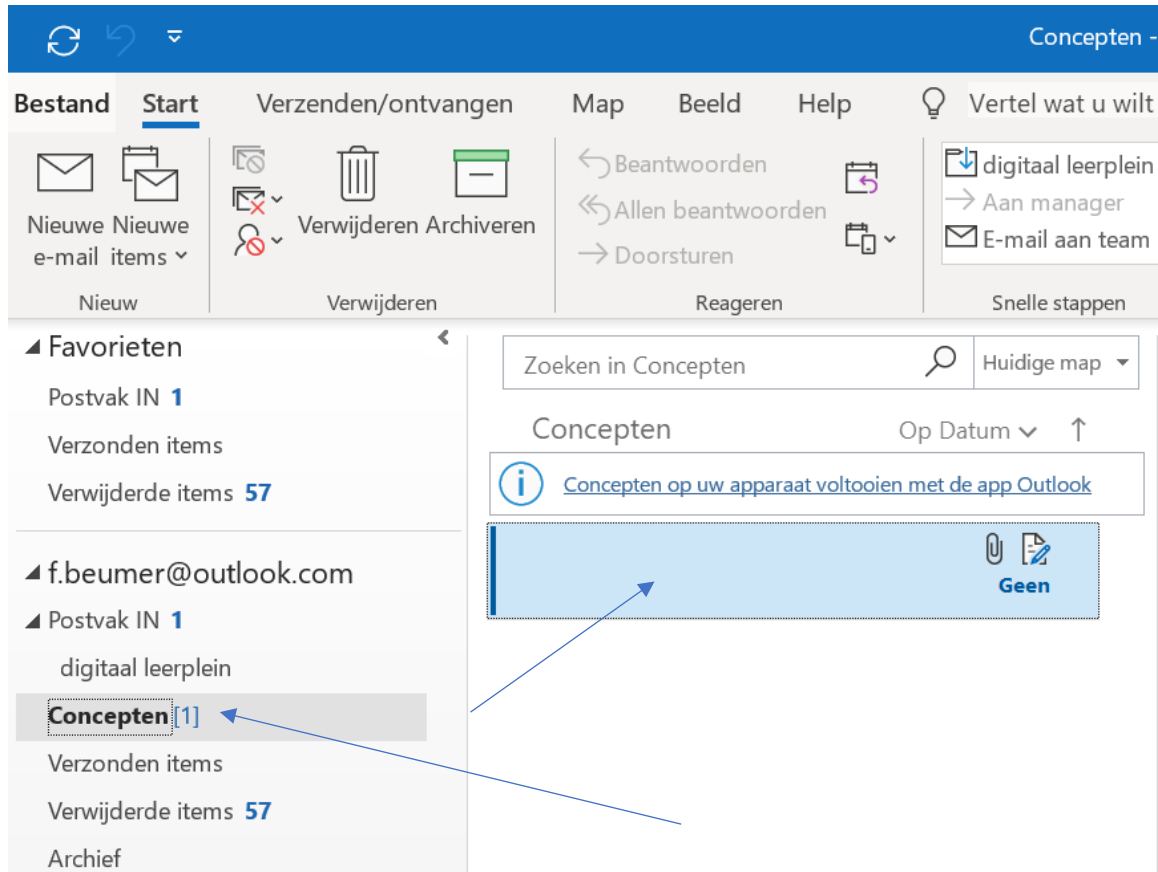 Concepten -
Bestand Start Verzenden/ontvangen Map Beeld Help Vertel wat u wilt
Nieuwe e-mail
Nieuwe items
Verwijderen
Archiveren
Beantwoorden
Allen beantwoorden
Doorsturen
digitaal leerplein
Aan manager
E-mail aan team
Nieuw
Verwijderen
Reageren
Snelle stappen
Favorieten
Postvak IN 1
Verzonden items
Verwijderde items 57
f.beumer@outlook.com
Postvak IN 1
digitaal leerplein
Concepten [1]
Verzonden items
Verwijderde items 57
Archief
Zoeken in Concepten
Huidige map
Concepten
Op Datum
Concepten op uw apparaat voltooien met de app Outlook
Geen